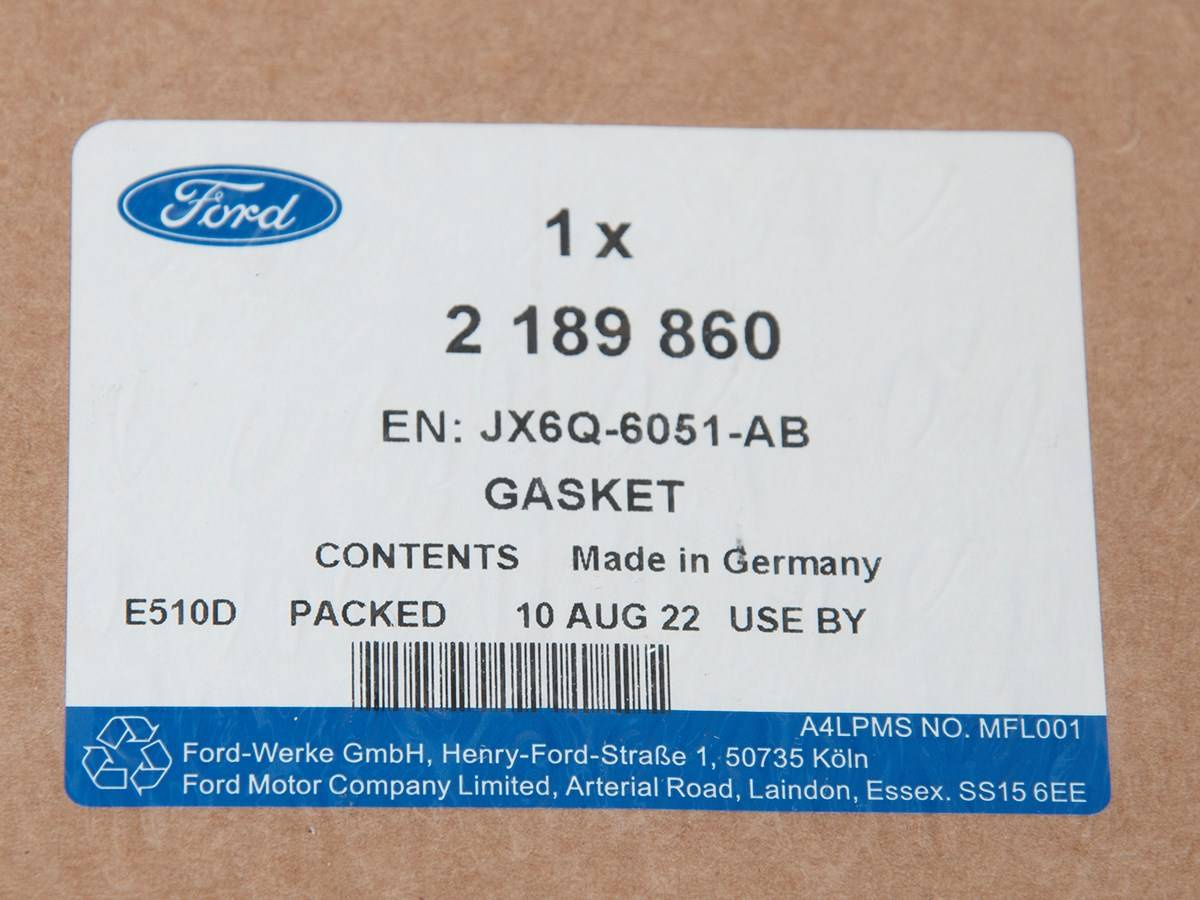 Ford
1 x
2 189 860
EN: JX6Q-6051-AB
GASKET
CONTENTS Made in Germany
E510D PACKED 10 AUG 22 USE BY
A4LPMS NO. MFL001
Ford-Werke GmbH, Henry-Ford-Straße 1, 50735 Köln
Ford Motor Company Limited, Arterial Road, Laindon, Essex. SS15 6EE